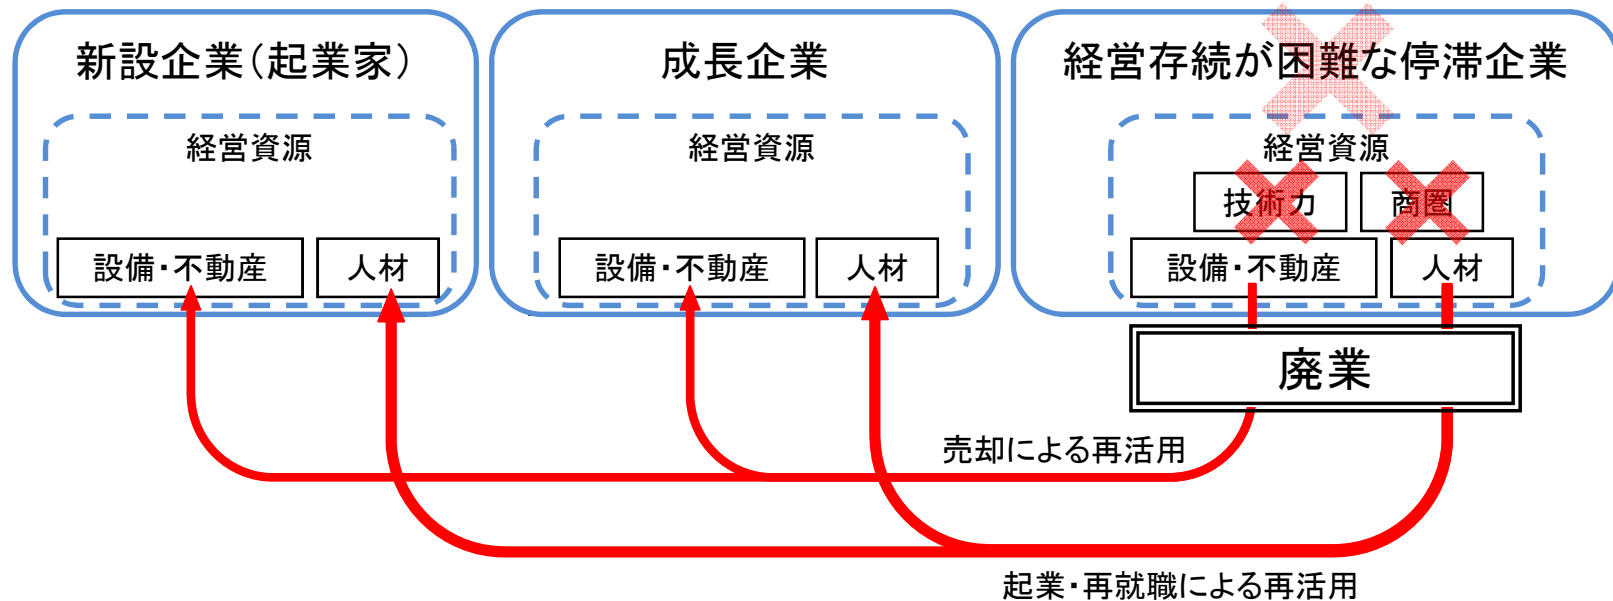 新設企業(起業家)
経営資源
設備・不動産
人材
成長企業
経営資源
設備・不動産
人材
経営存続が困難な停滞企業
経営資源
技術力
商圏
設備・不動産
人材
廃業
売却による再活用
起業・再就職による再活用